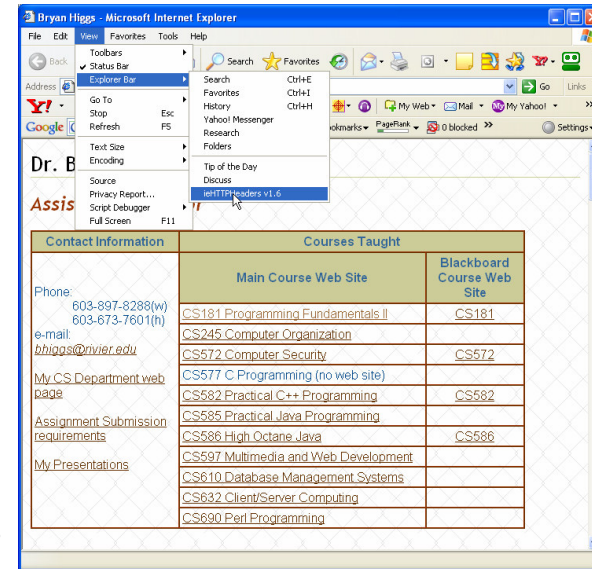 Bryan Higgs - Microsoft Internet Explorer
File Edit View Favorites Tools Help
Back Search Favorites
Address Go Links
Y! My Web Mail My Yahoo! »
Google Bookmarks PageRank 0 blocked » Settings
Toolbars
Status Bar
Explorer Bar
Go To
Stop Esc
Refresh F5
Text Size
Encoding
Source
Privacy Report...
Script Debugger
Full Screen F11
Search Ctrl+E
Favorites Ctrl+I
History Ctrl+H
Yahoo! Messenger
Research
Folders
Tip of the Day
Discuss
ieHTTPHeaders v1.6
Dr. B
Assis
Contact Information
Phone:
603-897-8288(w)
603-673-7601(h)
e-mail:
bhiggs@rivier.edu
My CS Department web
page
Assignment Submission
requirements
My Presentations
Courses Taught
Main Course Web Site
Blackboard
Course Web
Site
CS181 Programming Fundamentals II CS181
CS245 Computer Organization
CS572 Computer Security CS572
CS577 C Programming (no web site)
CS582 Practical C++ Programming CS582
CS585 Practical Java Programming
CS586 High Octane Java CS586
CS597 Multimedia and Web Development
CS610 Database Management Systems
CS632 Client/Server Computing
CS690 Perl Programming